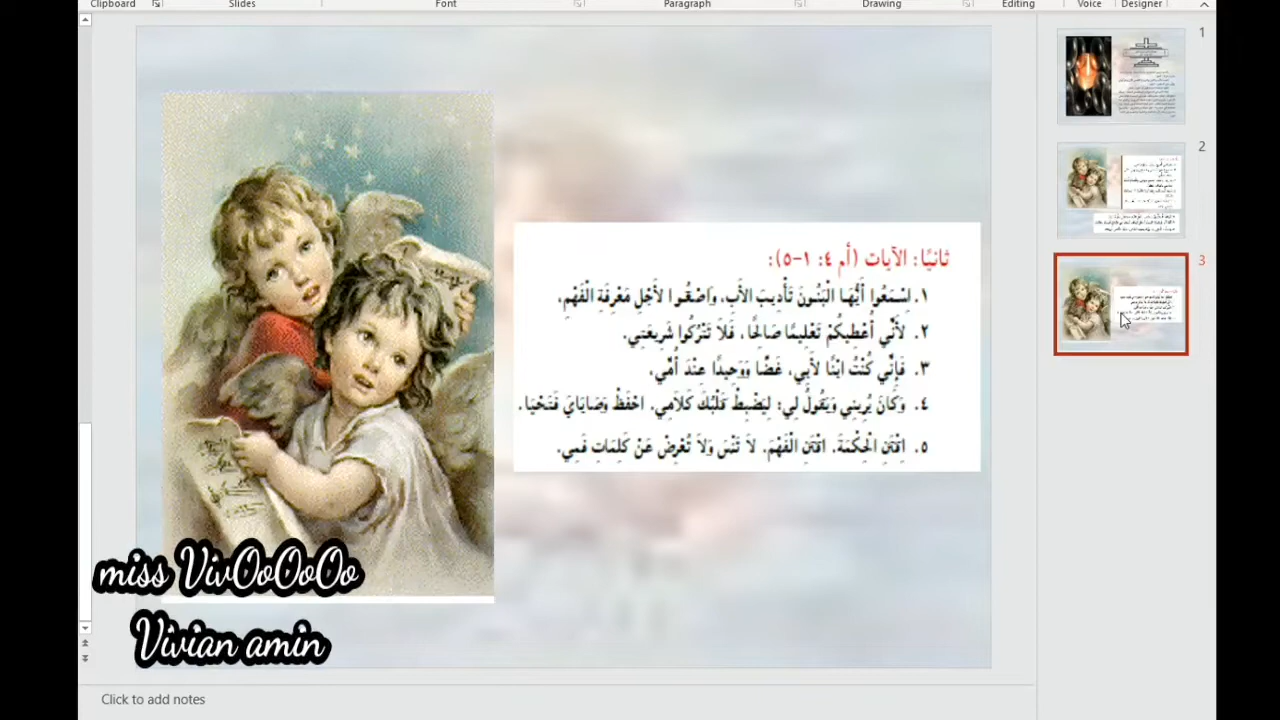 Clipboard
Slides
Font
Paragraph
Drawing
Editing
Voice
Designer
ثانيًا: الآيات (أم ٤: ١-٥):
١. اسْمَعُوا أَيُّهَا الْبَنُونَ تَأْدِيبَ الأَبِ، وَاصْغُوا لأَجْلِ مَعْرِفَةِ الْفَهْمِ،
٢. لأَنِّي أُعْطِيكُمْ تَعْلِيمًا صَالِحًا، فَلاَ تَتْرُكُوا شَرِيعَتِي.
٣. فَإِنِّي كُنْتُ ابْنًا لأَبِي، غَضًّا وَوَحِيدًا عِنْدَ أُمِّي،
٤. وَكَانَ يُرِينِي وَيَقُولُ لِي: لِيَضْبِطْ قَلْبُكَ كَلاَمِي. احْفَظْ وَصَايَايَ فَتَحْيَا.
٥. اِقْتَنِ الْحِكْمَةَ. اقْتَنِ الْفَهْمَ. لاَ تَنْسَ وَلاَ تُعْرِضْ عَنْ كَلِمَاتِ فَمِي.
miss VivOoOoOo
Vivian amin
Click to add notes
1
2
3